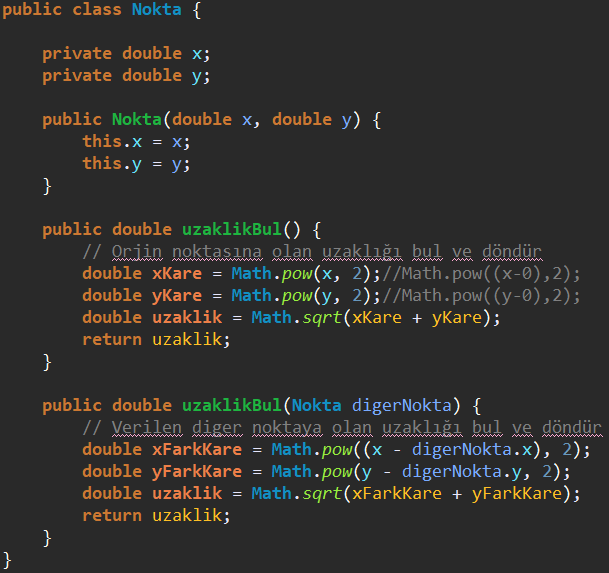 public class Nokta {
private double x;
private double y;
public Nokta(double x, double y) {
this.x = x;
this.y = y;
}
public double uzaklikBul() {
// Orjin noktasına olan uzaklığı bul ve döndür
double xKare = Math.pow(x, 2);//Math.pow((x-0),2);
double yKare = Math.pow(y, 2);//Math.pow((y-0),2);
double uzaklik = Math.sqrt(xKare + yKare);
return uzaklik;
}
public double uzaklikBul(Nokta digerNokta) {
// Verilen diger noktaya olan uzaklığı bul ve döndür
double xFarkKare = Math.pow((x - digerNokta.x), 2);
double yFarkKare = Math.pow(y - digerNokta.y, 2);
double uzaklik = Math.sqrt(xFarkKare + yFarkKare);
return uzaklik;
}
}